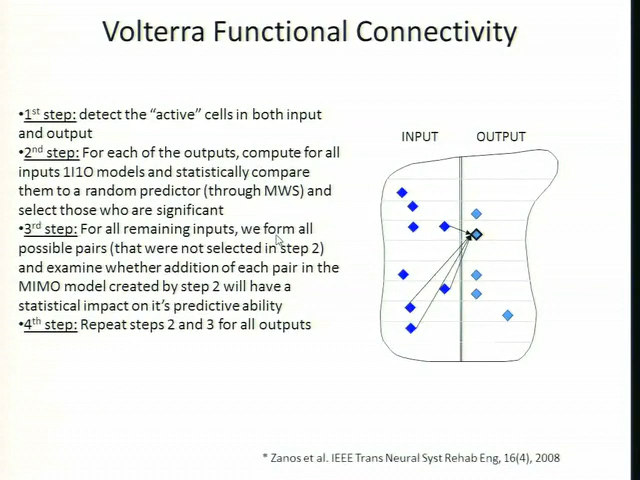 Volterra Functional Connectivity
•1st step: detect the “active” cells in both input
and output
•2nd step: For each of the outputs, compute for all
inputs 1I1O models and statistically compare
them to a random predictor (through MWS) and
select those who are significant
•3rd step: For all remaining inputs, we form all
possible pairs (that were not selected in step 2)
and examine whether addition of each pair in the
MIMO model created by step 2 will have a
statistical impact on it’s predictive ability
•4th step: Repeat steps 2 and 3 for all outputs
INPUT OUTPUT
* Zanos et al. IEEE Trans Neural Syst Rehab Eng, 16(4), 2008